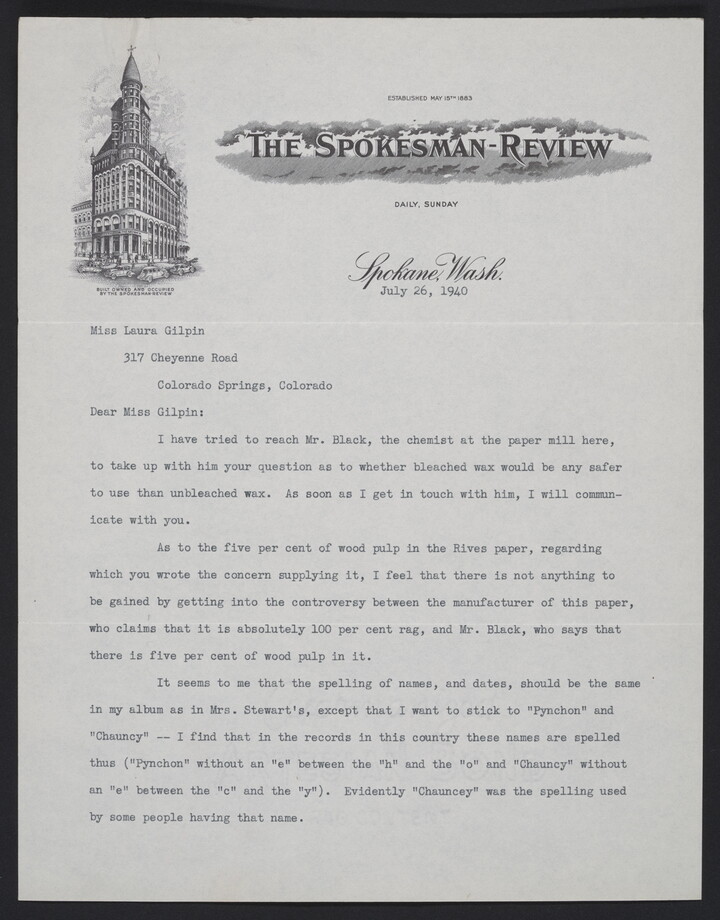 ESTABLISHED MAY 15TH 1883
THE SPOKESMAN-REVIEW
DAILY, SUNDAY
BUILT OWNED AND OCCUPIED
BY THE SPOKESMAN-REVIEW
Spokane, Wash.
July 26, 1940
Miss Laura Gilpin
317 Cheyenne Road
Colorado Springs, Colorado
Dear Miss Gilpin:
I have tried to reach Mr. Black, the chemist at the paper mill here,
to take up with him your question as to whether bleached wax would be any safer
to use than unbleached wax. As soon as I get in touch with him, I will commun-
icate with you.
As to the five per cent of wood pulp in the Rives paper, regarding
which you wrote the concern supplying it, I feel that there is not anything to
be gained by getting into the controversy between the manufacturer of this paper,
who claims that it is absolutely 100 per cent rag, and Mr. Black, who says that
there is five per cent of wood pulp in it.
It seems to me that the spelling of names, and dates, should be the same
in my album as in Mrs. Stewart's, except that I want to stick to "Pynchon" and
"Chauncy" -- I find that in the records in this country these names are spelled
thus ("Pynchon" without an "e" between the "h" and the "o" and "Chauncy" without
an "e" between the "c" and the "y"). Evidently "Chauncey" was the spelling used
by some people having that name.